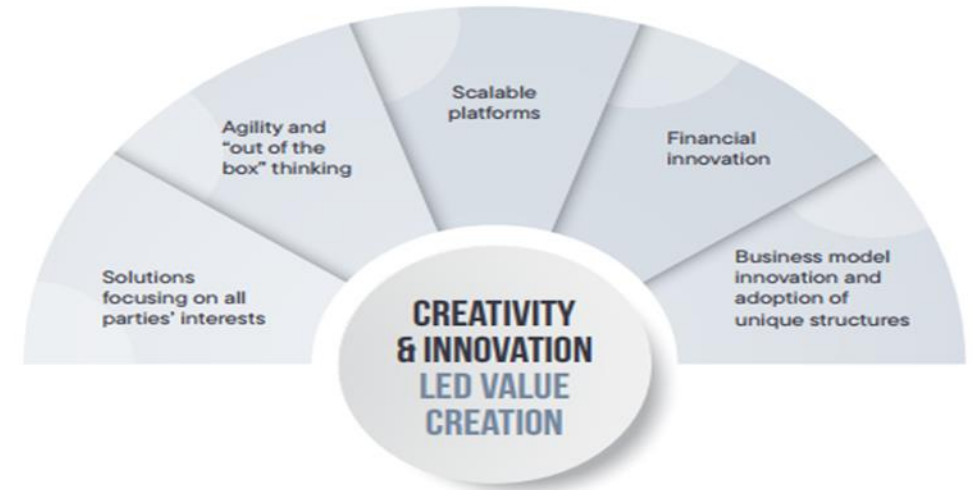 Solutions
focusing on all
parties' interests
Agility and
"out of the
box" thinking
Scalable
platforms
Financial
innovation
Business model
innovation and
adoption of
unique structures
CREATIVITY
& INNOVATION
LED VALUE
CREATION